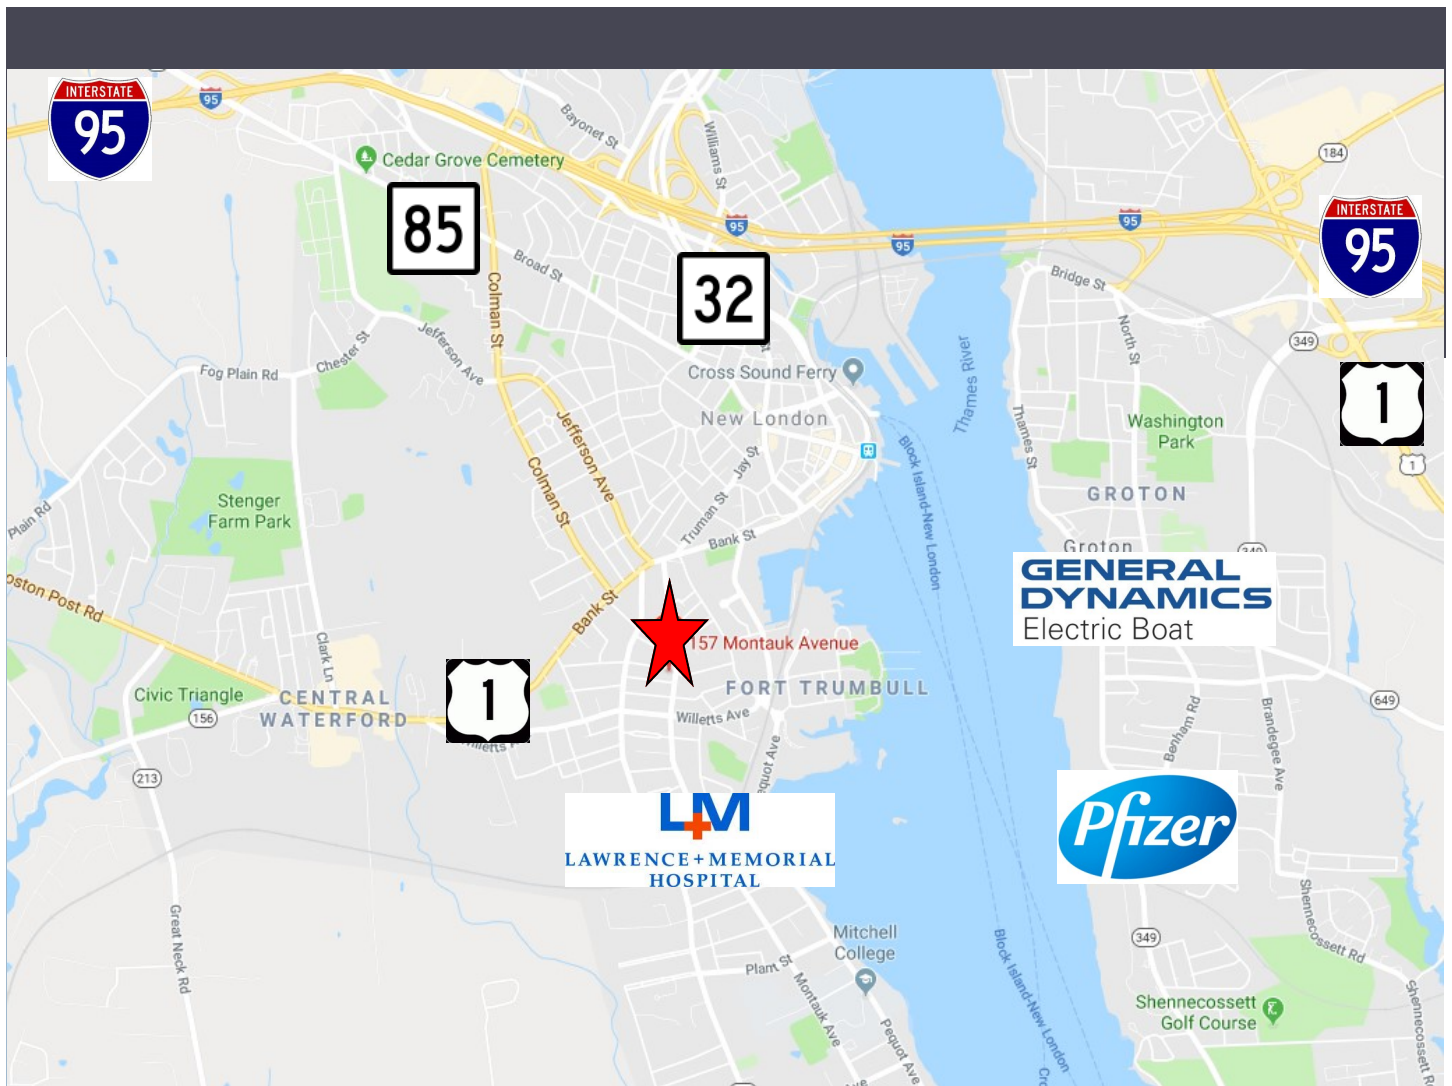 INTERSTATE
95
95
Bayonet St
Williams St
184
Cedar Grove Cemetery
85
95
95
95
INTERSTATE
95
Broad St
32
Bridge St
Colman St
North St
349
Jefferson Ave
Chester St
Fog Plain Rd
Cross Sound Ferry
Thames River
1
New London
Washington
Park
Thames St
Jefferson Ave
Block Island-New London
1
Colman St
Jay St
GROTON
Stenger
Farm Park
Plain Rd
Truman St
Bank St
Groton
GENERAL
DYNAMICS
Electric Boat
oston Post Rd
Bank St
Clark Ln
157 Montauk Avenue
FORT TRUMBULL
Civic Triangle
CENTRAL
WATERFORD
156
1
Willetts Ave
649
Benham Rd
Brandegee Ave
213
equot Ave
L+M
LAWRENCE+MEMORIAL
HOSPITAL
Pfizer
Great Neck Rd
Mitchell
College
Plant St
Montauk Ave
Pequot Ave
Block Island-New London
349
Shennecossett Rd
Shennecossett
Golf Course
Shennecossett R
Cro